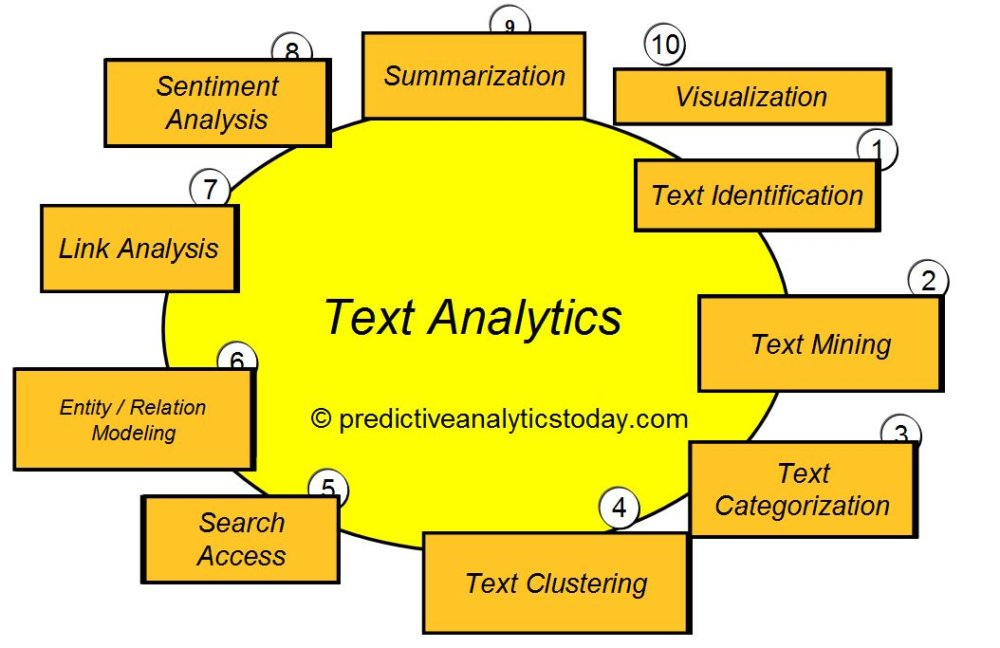 9
Summarization
10
Visualization
1
Text Identification
2
Text Mining
3
Text
Categorization
4
Text Clustering
5
Search
Access
6
Entity / Relation
Modeling
7
Link Analysis
8
Sentiment
Analysis
Text Analytics
© predictiveanalyticstoday.com